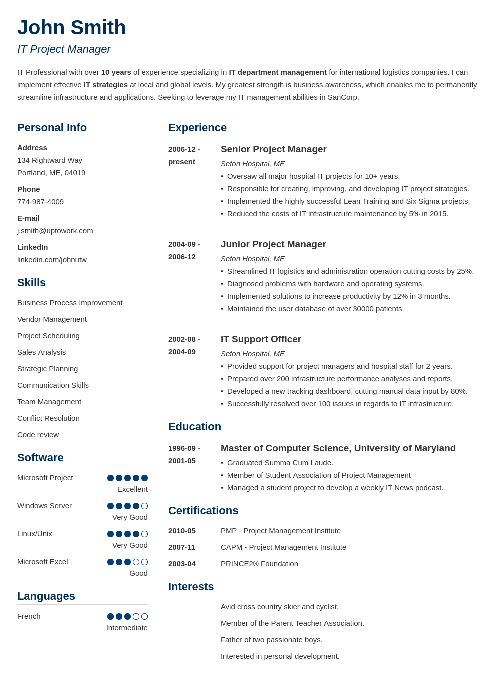 John Smith
IT Project Manager
IT Professional with over 10 years of experience specializing in IT department management for international logistics companies. I can
implement effective IT strategies at local and global levels. My greatest strength is business awareness, which enables me to permanently
streamline infrastructure and applications. Seeking to leverage my IT management abilities in SanCorp.
Personal Info
Address
134 Rightward Way
Portland, ME, 04019
Phone
774-987-4009
E-mail
j.smith@uptowork.com
LinkedIn
linkedin.com/johnutw
Skills
Business Process Improvement
Vendor Management
Project Scheduling
Sales Analysis
Strategic Planning
Communication Skills
Team Management
Conflict Resolution
Code review
Software
Microsoft Project
Excellent
Windows Server
Very Good
Linux/Unix
Very Good
Microsoft Excel
Good
Languages
French
Intermediate
Experience
2006-12 -
present
Senior Project Manager
Seton Hospital, ME
• Oversaw all major hospital IT projects for 10+ years.
• Responsible for creating, improving, and developing IT project strategies.
• Implemented the highly successful Lean Training and Six Sigma projects.
• Reduced the costs of IT infrastructure maintenance by 5% in 2015.
2004-09 -
2006-12
Junior Project Manager
Seton Hospital, ME
• Streamlined IT logistics and administration operation cutting costs by 25%.
• Diagnosed problems with hardware and operating systems.
• Implemented solutions to increase productivity by 12% in 3 months.
• Maintained the user database of over 30000 patients.
2002-08 -
2004-09
IT Support Officer
Seton Hospital, ME
• Provided support for project managers and hospital staff for 2 years.
• Prepared over 200 infrastructure performance analyses and reports.
• Developed a new tracking dashboard, cutting manual data input by 80%.
• Successfully resolved over 100 issues in regards to IT infrastructure.
Education
1996-09 -
2001-05
Master of Computer Science, University of Maryland
• Graduated Summa Cum Laude.
• Member of Student Association of Project Management
• Managed a student project to develop a weekly IT News podcast.
Certifications
2010-05 PMP - Project Management Institute
2007-11 CAPM - Project Management Institute
2003-04 PRINCE2® Foundation
Interests
Avid cross country skier and cyclist.
Member of the Parent Teacher Association.
Father of two passionate boys.
Interested in personal development.